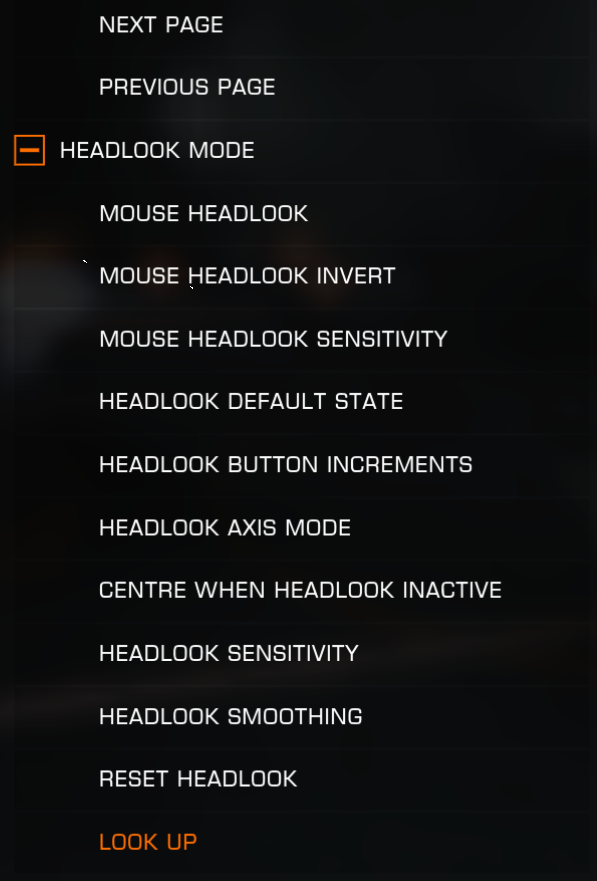 NEXT PAGE
PREVIOUS PAGE
HEADLOOK MODE
MOUSE HEADLOOK
MOUSE HEADLOOK INVERT
MOUSE HEADLOOK SENSITIVITY
HEADLOOK DEFAULT STATE
HEADLOOK BUTTON INCREMENTS
HEADLOOK AXIS MODE
CENTRE WHEN HEADLOOK INACTIVE
HEADLOOK SENSITIVITY
HEADLOOK SMOOTHING
RESET HEADLOOK
LOOK UP